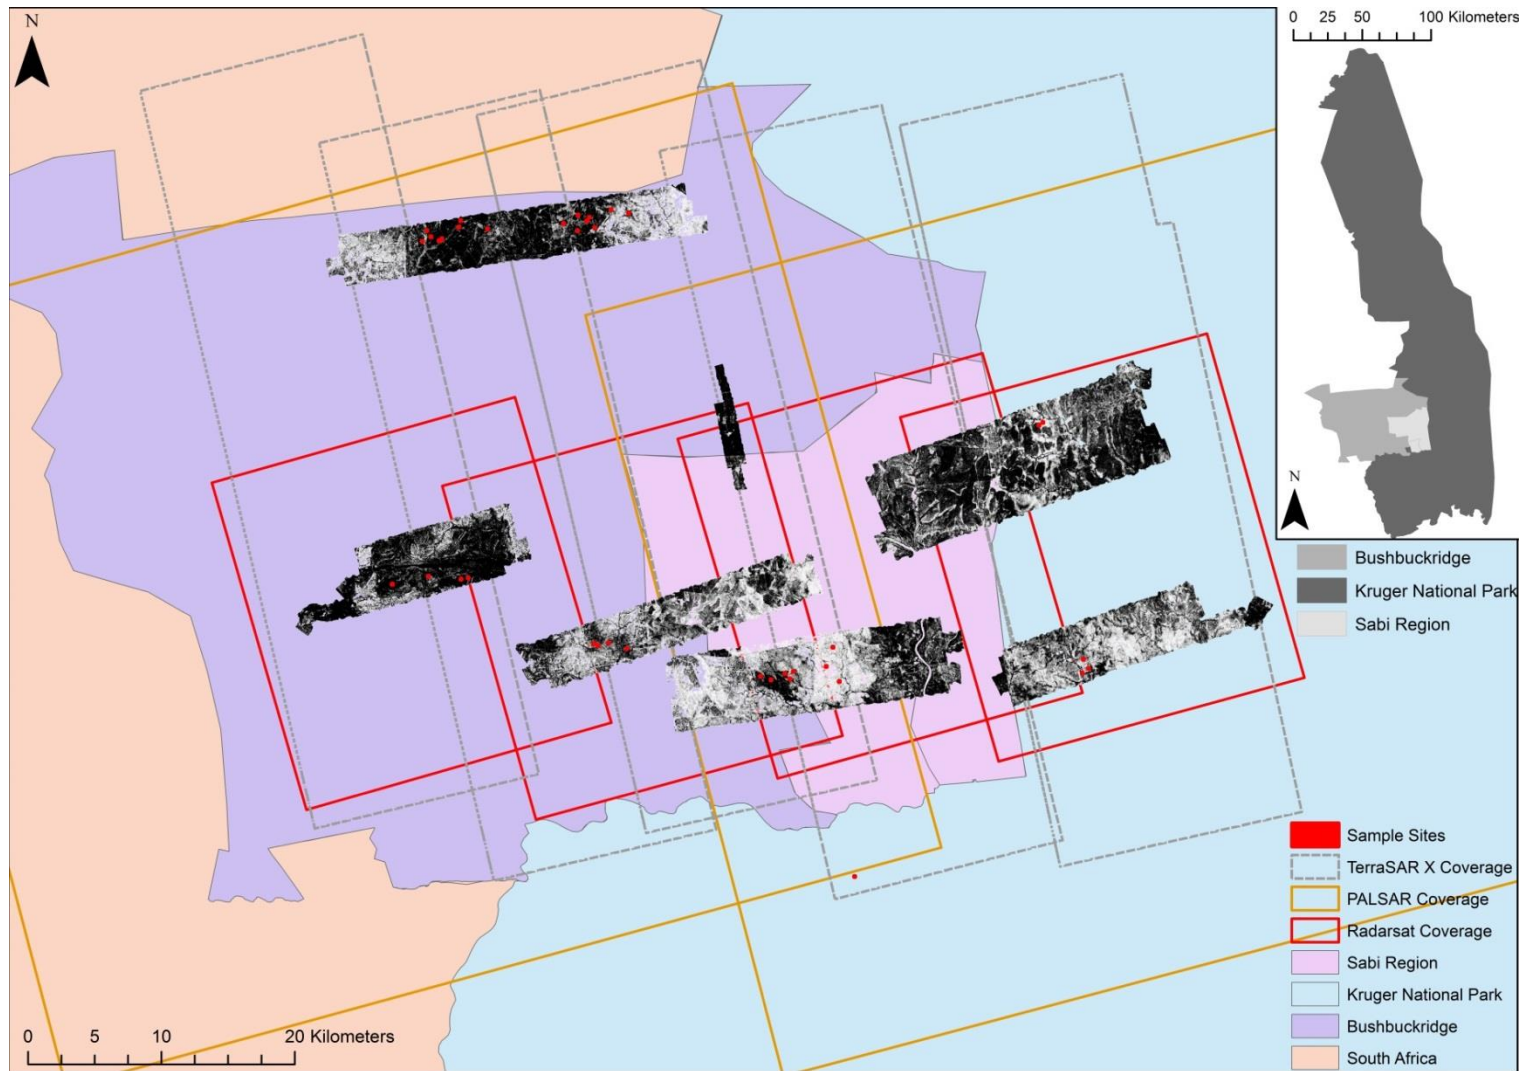 N
0 25 50 100 Kilometers
N
Bushbuckridge
Kruger National Park
Sabi Region
Sample Sites
TerraSAR X Coverage
PALSAR Coverage
Radarsat Coverage
Sabi Region
Kruger National Park
Bushbuckridge
South Africa
0 5 10 20 Kilometers